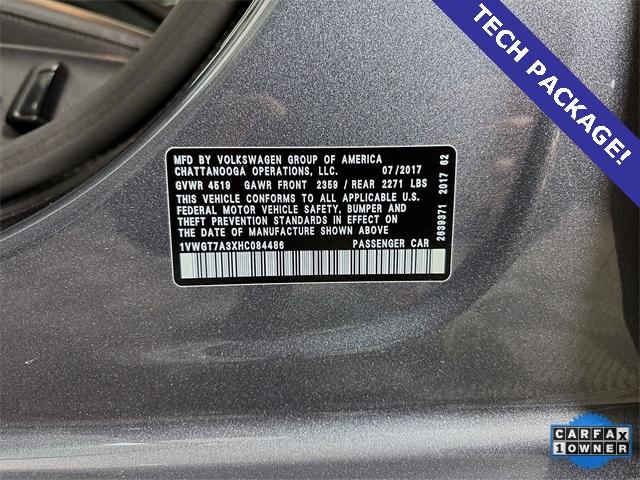 TECH PACKAGE!
MFD BY VOLKSWAGEN GROUP OF AMERICA
CHATTANOOGA OPERATIONS, LLC. 07/2017
GVWR 4519 GAWR FRONT 2359 / REAR 2271 LBS
THIS VEHICLE CONFORMS TO ALL APPLICABLE U.S.
FEDERAL MOTOR VEHICLE SAFETY, BUMPER AND
THEFT PREVENTION STANDARDS IN EFFECT ON
THE DATE OF MANUFACTURE SHOWN ABOVE
1VWGT7A3XHC084486 PASSENGER CAR
2639371 2017 62
CARFAX
1 OWNER